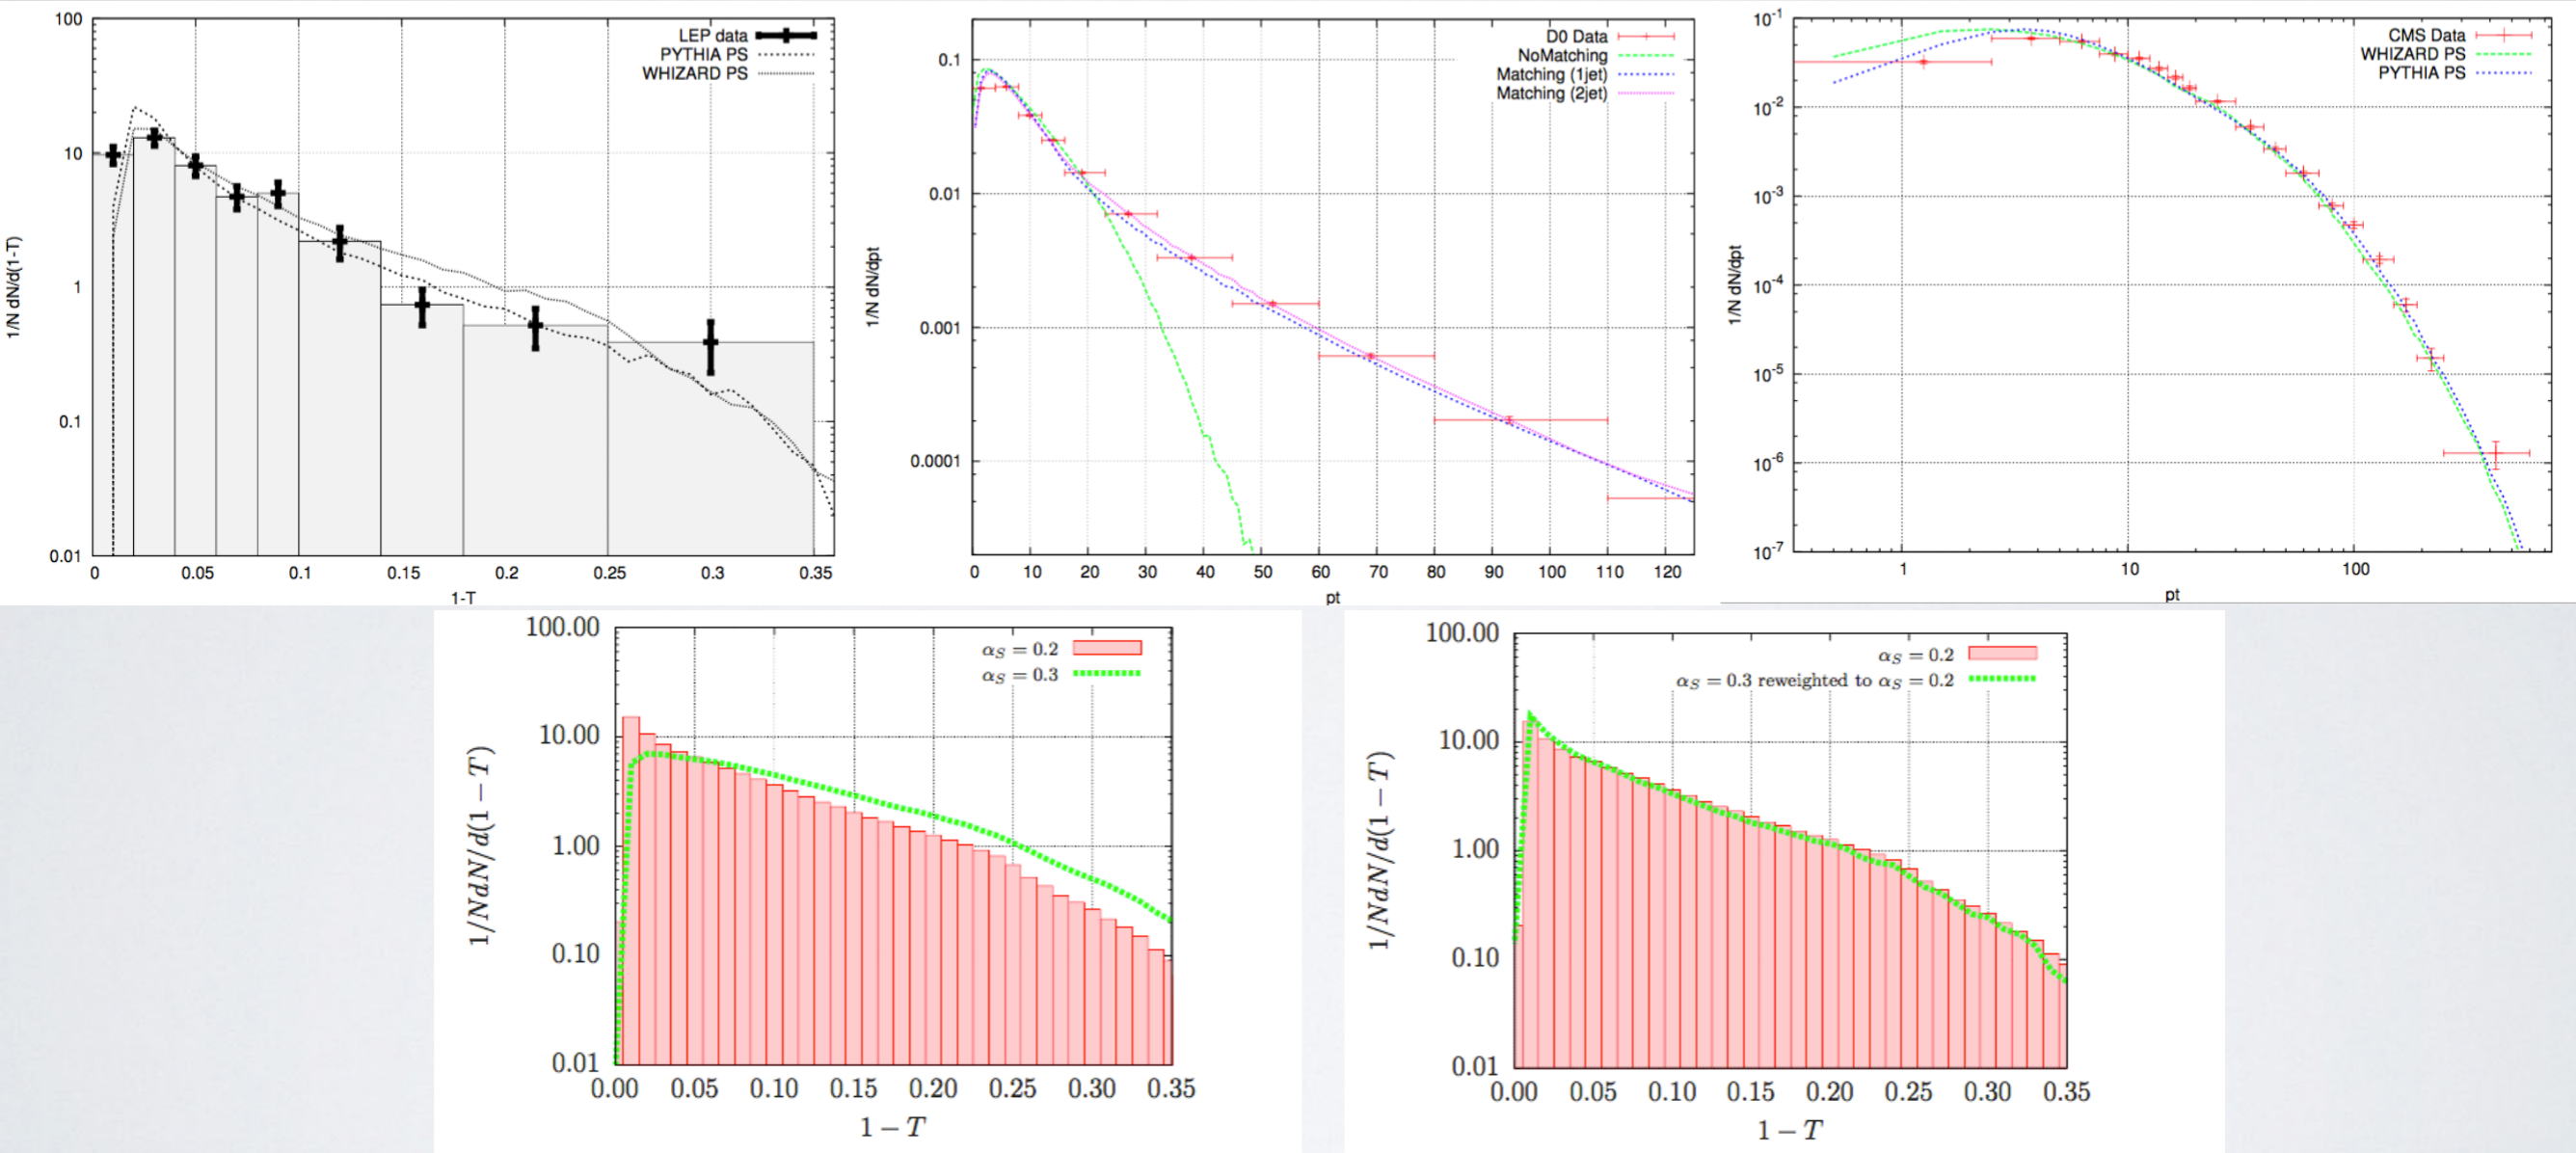 100
10
1
0.1
0.01
1/N dN/d(1-T)
LEP data
PYTHIA PS
WHIZARD PS
0 0.05 0.1 0.15 0.2 0.25 0.3 0.35
1-T
0.1
0.01
0.001
0.0001
1/N dN/dpt
D0 Data
NoMatching
Matching (1jet)
Matching (2jet)
0 10 20 30 40 50 60 70 80 90 100 110 120
pt
10⁻¹
10⁻²
10⁻³
10⁻⁴
10⁻⁵
10⁻⁶
10⁻⁷
1/N dN/dpt
CMS Data
WHIZARD PS
PYTHIA PS
1 10 100
pt
100.00
10.00
1.00
0.10
0.01
1/NdN/d(1 − T)
α_S = 0.2
α_S = 0.3
0.00 0.05 0.10 0.15 0.20 0.25 0.30 0.35
1 − T
100.00
10.00
1.00
0.10
0.01
1/NdN/d(1 − T)
α_S = 0.2
α_S = 0.3 reweighted to α_S = 0.2
0.00 0.05 0.10 0.15 0.20 0.25 0.30 0.35
1 − T